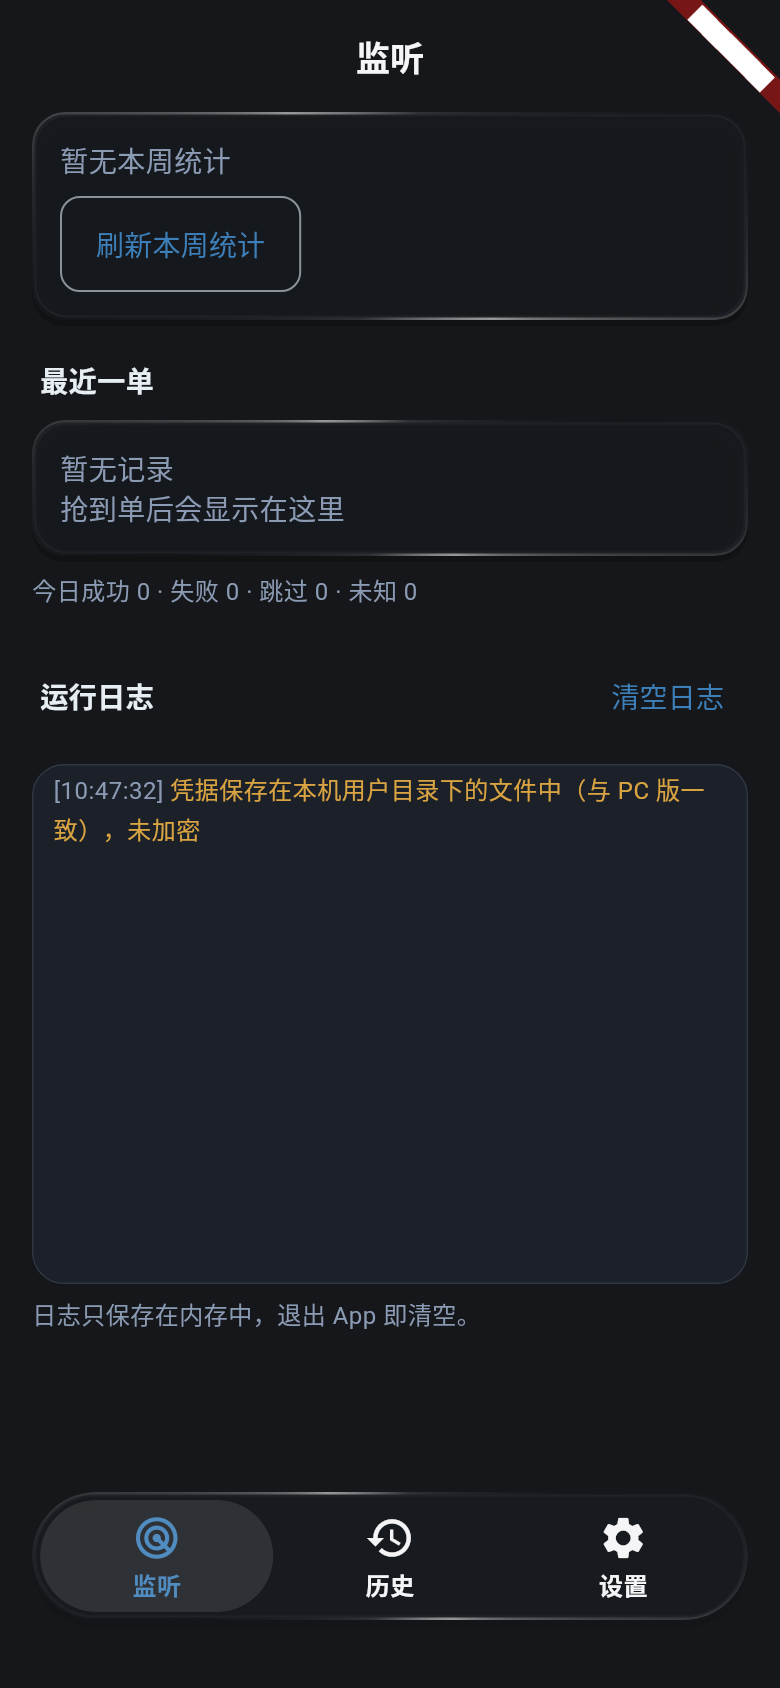 监听
暂无本周统计
刷新本周统计
最近一单
暂无记录
抢到单后会显示在这里
今日成功 0 · 失败 0 · 跳过 0 · 未知 0
运行日志
清空日志
[10:47:32] 凭据保存在本机用户目录下的文件中（与 PC 版一
致），未加密
日志只保存在内存中，退出 App 即清空。
监听
历史
设置